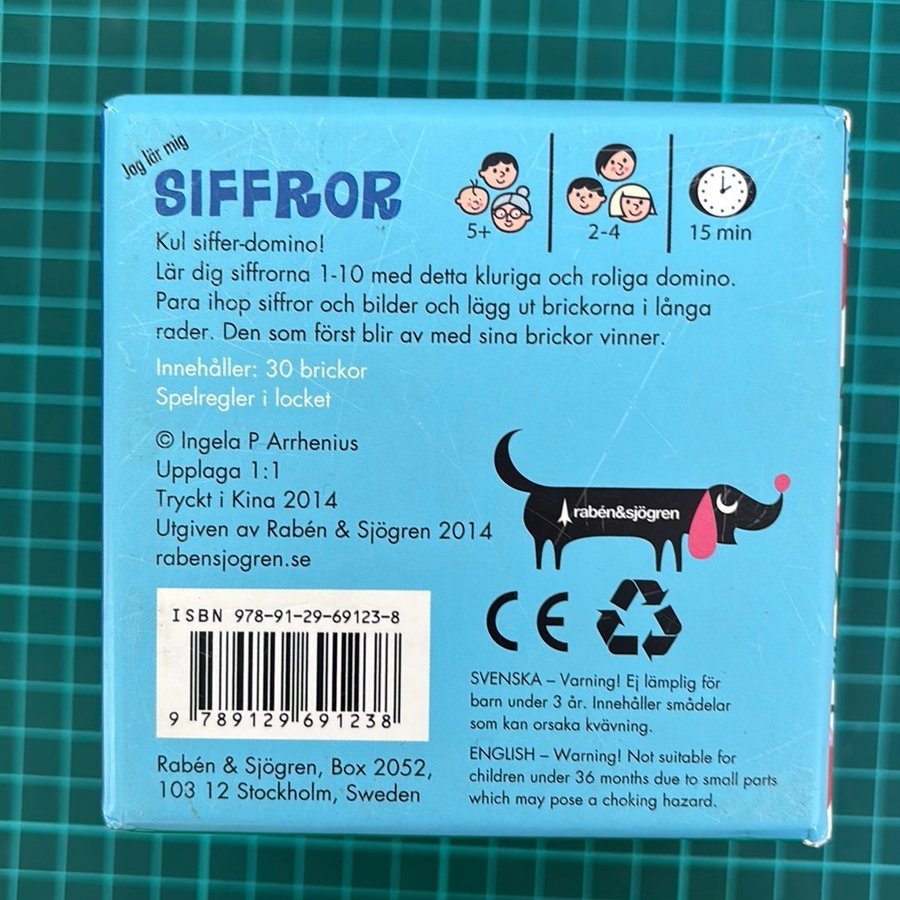 Jag lär mig
SIFFROR
5+
2-4
15 min
Kul siffer-domino!
Lär dig siffrorna 1-10 med detta kluriga och roliga domino.
Para ihop siffror och bilder och lägg ut brickorna i långa
rader. Den som först blir av med sina brickor vinner.
Innehåller: 30 brickor
Spelregler i locket
© Ingela P Arrhenius
Upplaga 1:1
Tryckt i Kina 2014
Utgiven av Rabén & Sjögren 2014
rabensjogren.se
rabén&sjögren
ISBN 978-91-29-69123-8
9 789129 691238
Rabén & Sjögren, Box 2052,
103 12 Stockholm, Sweden
CE
SVENSKA – Varning! Ej lämplig för
barn under 3 år. Innehåller smådelar
som kan orsaka kvävning.
ENGLISH – Warning! Not suitable for
children under 36 months due to small parts
which may pose a choking hazard.